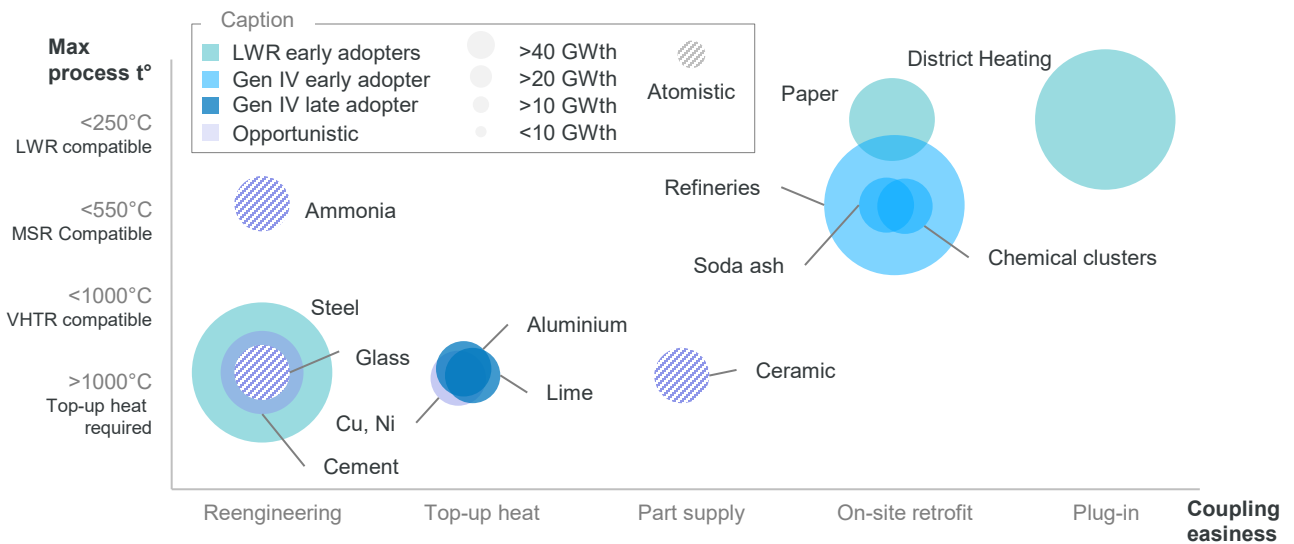 Caption
Max
process t°
LWR early adopters
Gen IV early adopter
Gen IV late adopter
Opportunistic
>40 GWth
>20 GWth
>10 GWth
<10 GWth
Atomistic
District Heating
Paper
<250°C
LWR compatible
Refineries
<550°C
MSR Compatible
Ammonia
Soda ash
Chemical clusters
<1000°C
VHTR compatible
Steel
Aluminium
Glass
Ceramic
>1000°C
Top-up heat
required
Lime
Cu, Ni
Cement
Reengineering
Top-up heat
Part supply
On-site retrofit
Plug-in
Coupling
easiness